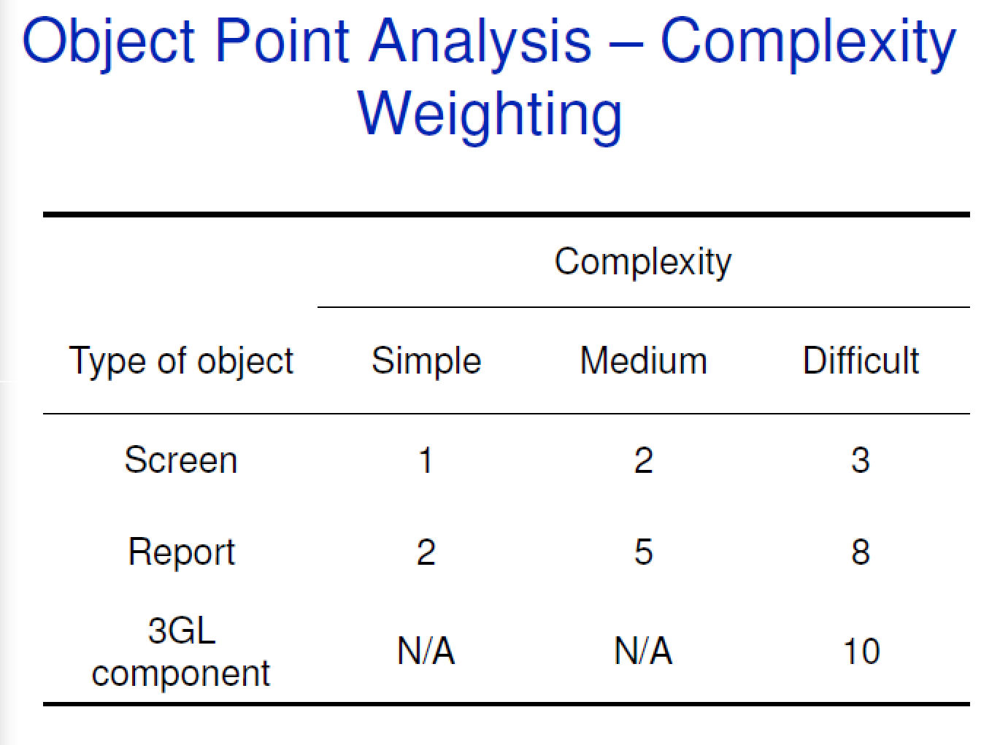 Object Point Analysis – Complexity
Weighting
Complexity
Type of object Simple Medium Difficult
Screen 1 2 3
Report 2 5 8
3GL
component N/A N/A 10